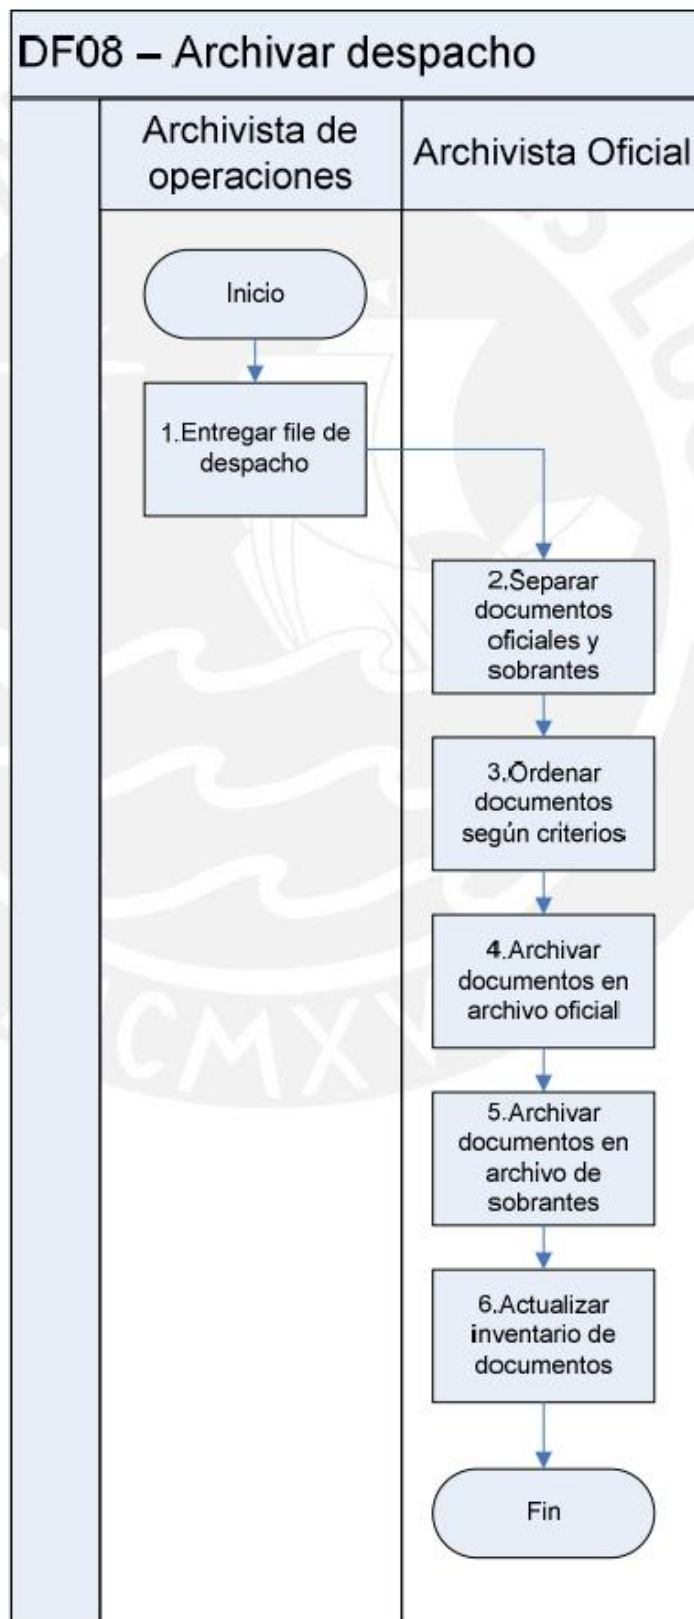 DF08 – Archivar despacho
Archivista de
operaciones
Archivista Oficial
Inicio
1.Entregar file de
despacho
2.Separar
documentos
oficiales y
sobrantes
3.Ordenar
documentos
según criterios
4.Archivar
documentos en
archivo oficial
5.Archivar
documentos en
archivo de
sobrantes
6.Actualizar
inventario de
documentos
Fin